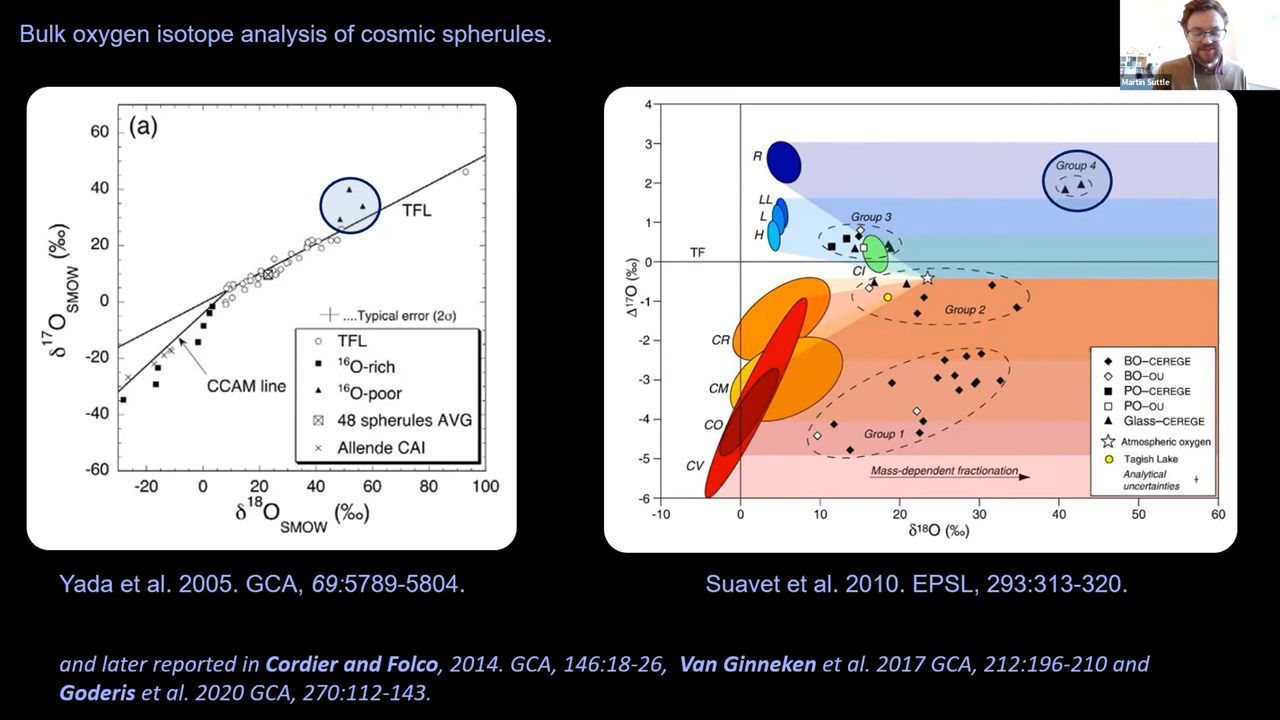 Bulk oxygen isotope analysis of cosmic spherules.
Martin Suttle
(a)
60
40
20
0
-20
-40
-60
δ¹⁷O SMOW (‰)
TFL
CCAM line
....Typical error (2σ)
TFL
¹⁶O-rich
¹⁶O-poor
48 spherules AVG
Allende CAI
-20 0 20 40 60 80 100
δ¹⁸O SMOW (‰)
4
3
2
1
0
-1
-2
-3
-4
-5
-6
Δ¹⁷O (‰)
R
LL
L
H
TF
CI
CR
CM
CO
CV
Group 4
Group 3
Group 2
Group 1
Mass-dependent fractionation
BO–CEREGE
BO–OU
PO–CEREGE
PO–OU
Glass–CEREGE
Atmospheric oxygen
Tagish Lake
Analytical
uncertainties
-10 0 10 20 30 40 50 60
δ¹⁸O (‰)
Yada et al. 2005. GCA, 69:5789-5804.
Suavet et al. 2010. EPSL, 293:313-320.
and later reported in Cordier and Folco, 2014. GCA, 146:18-26, Van Ginneken et al. 2017 GCA, 212:196-210 and
Goderis et al. 2020 GCA, 270:112-143.